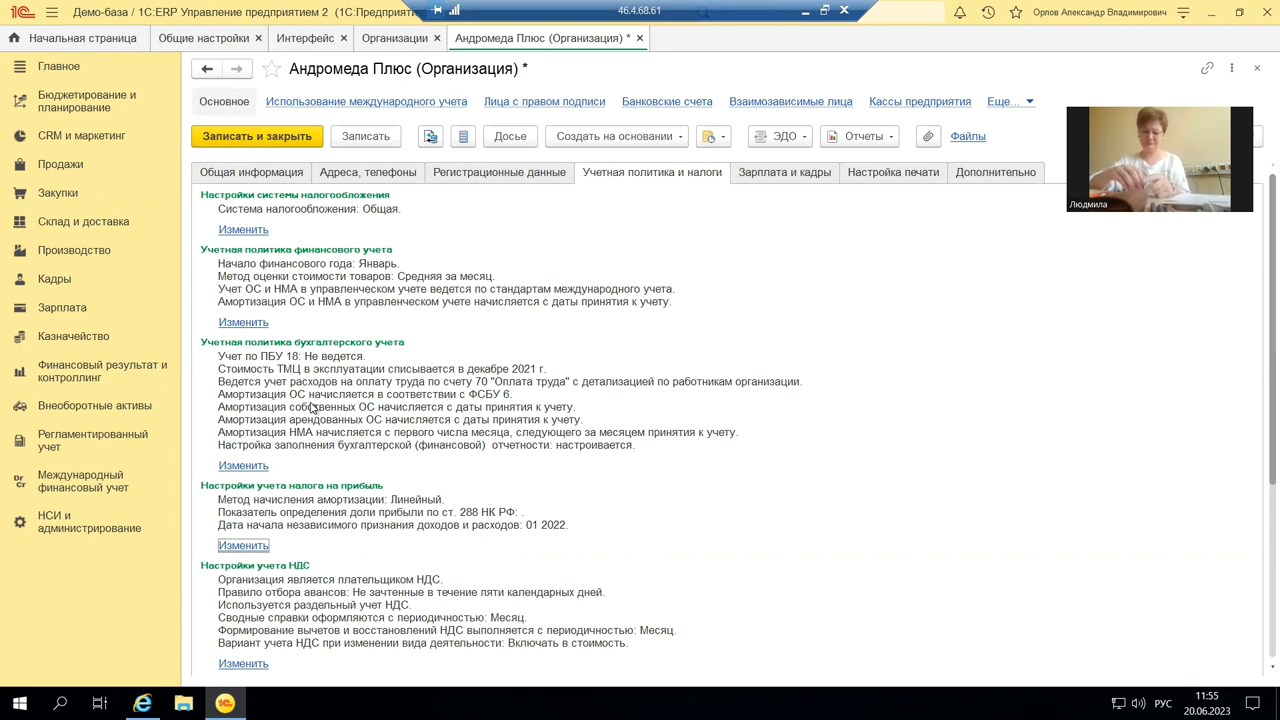 Демо-база / 1С:ERP Управление предприятием 2 (1С:Предприяти
46.4.68.61
Орлов Александр Владимирович
Начальная страница
Общие настройки
Интерфейс
Организации
Андромеда Плюс (Организация) *
Главное
Бюджетирование и планирование
CRM и маркетинг
Продажи
Закупки
Склад и доставка
Производство
Кадры
Зарплата
Казначейство
Финансовый результат и контроллинг
Внеоборотные активы
Регламентированный учет
Международный финансовый учет
НСИ и администрирование
Андромеда Плюс (Организация) *
Основное Использование международного учета Лица с правом подписи Банковские счета Взаимозависимые лица Кассы предприятия Еще...
Записать и закрыть Записать Досье Создать на основании ЭДО Отчеты Файлы
Общая информация Адреса, телефоны Регистрационные данные Учетная политика и налоги Зарплата и кадры Настройка печати Дополнительно
Людмила
Настройки системы налогообложения
Система налогообложения: Общая.
Изменить
Учетная политика финансового учета
Начало финансового года: Январь.
Метод оценки стоимости товаров: Средняя за месяц.
Учет ОС и НМА в управленческом учете ведется по стандартам международного учета.
Амортизация ОС и НМА в управленческом учете начисляется с даты принятия к учету.
Изменить
Учетная политика бухгалтерского учета
Учет по ПБУ 18: Не ведется.
Стоимость ТМЦ в эксплуатации списывается в декабре 2021 г.
Ведется учет расходов на оплату труда по счету 70 "Оплата труда" с детализацией по работникам организации.
Амортизация ОС начисляется в соответствии с ФСБУ 6.
Амортизация собственных ОС начисляется с даты принятия к учету.
Амортизация арендованных ОС начисляется с даты принятия к учету.
Амортизация НМА начисляется с первого числа месяца, следующего за месяцем принятия к учету.
Настройка заполнения бухгалтерской (финансовой) отчетности: настроивается.
Изменить
Настройки учета налога на прибыль
Метод начисления амортизации: Линейный.
Показатель определения доли прибыли по ст. 288 НК РФ: .
Дата начала независимого признания доходов и расходов: 01 2022.
Изменить
Настройки учета НДС
Организация является плательщиком НДС.
Правило отбора авансов: Не зачтенные в течение пяти календарных дней.
Используется раздельный учет НДС.
Сводные справки оформляются с периодичностью: Месяц.
Формирование вычетов и восстановлений НДС выполняется с периодичностью: Месяц.
Вариант учета НДС при изменении вида деятельности: Включать в стоимость.
Изменить
РУС
11:55
20.06.2023